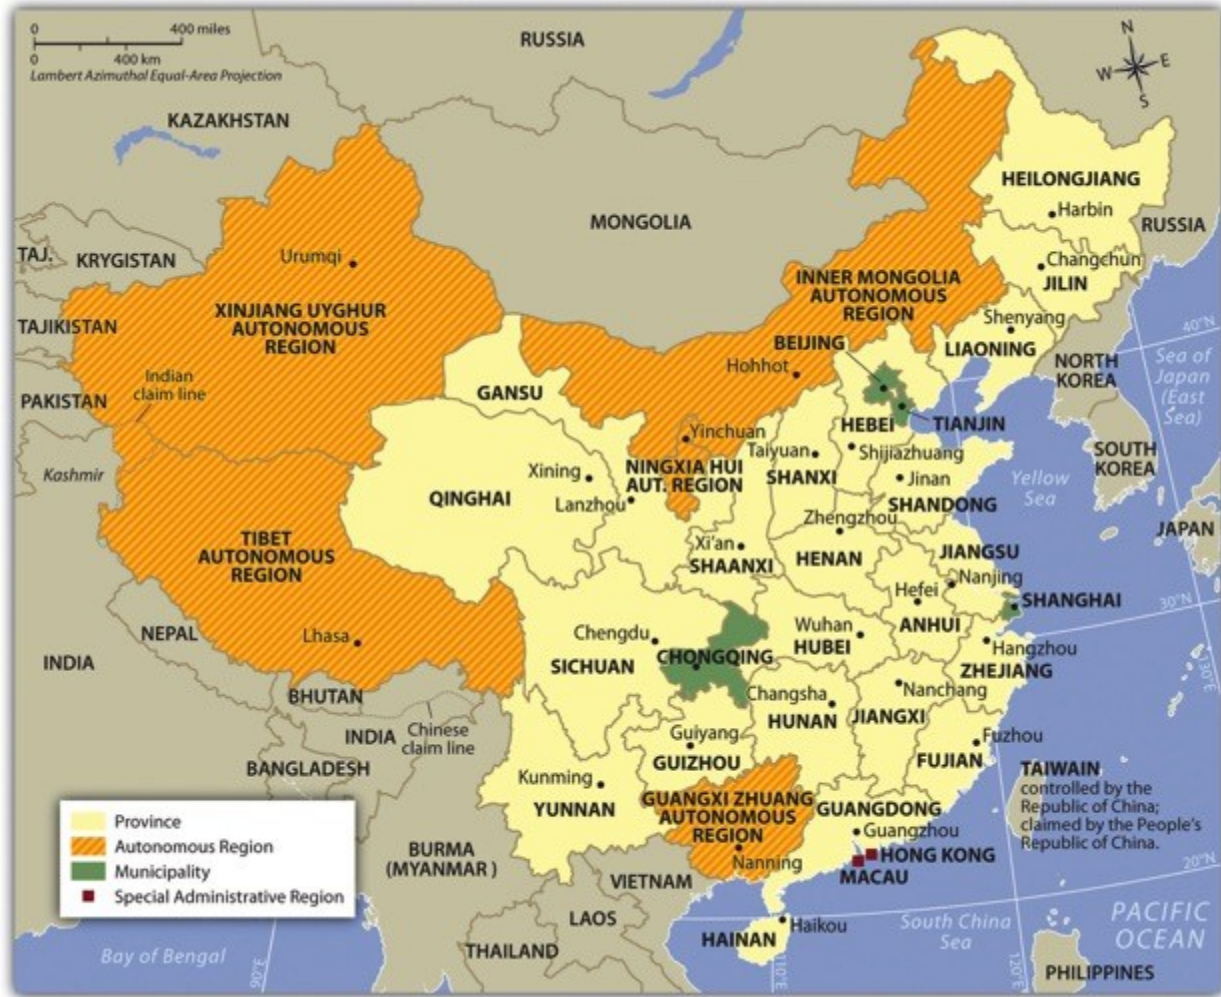 0
400 miles
0
400 km
Lambert Azimuthal Equal-Area Projection
RUSSIA
N
W
E
S
KAZAKHSTAN
MONGOLIA
HEILONGJIANG
Harbin
RUSSIA
TAJ.
KRYGISTAN
Urumqi
Changchun
JILIN
XINJIANG UYGHUR
AUTONOMOUS
REGION
INNER MONGOLIA
AUTONOMOUS
REGION
TAJIKISTAN
Shenyang
LIAONING
40°N
BEIJING
Hohhot
NORTH
KOREA
Sea of
Japan
(East
Sea)
Indian
claim line
PAKISTAN
GANSU
HEBEI
TIANJIN
Kashmir
Yinchuan
Taiyuan
Shijiazhuang
SOUTH
KOREA
Xining
NINGXIA HUI
AUT. REGION
SHANXI
Jinan
Yellow
Sea
QINGHAI
Lanzhou
SHANDONG
Zhengzhou
JAPAN
TIBET
AUTONOMOUS
REGION
Xi'an
SHAANXI
HENAN
JIANGSU
Nanjing
Hefei
SHANGHAI
30°N
ANHUI
NEPAL
Lhasa
Chengdu
Wuhan
HUBEI
Hangzhou
ZHEJIANG
INDIA
SICHUAN
CHONGQING
130°E
BHUTAN
Changsha
HUNAN
Nanchang
JIANGXI
INDIA
Chinese
claim line
Guiyang
GUIZHOU
Fuzhou
FUJIAN
BANGLADESH
Kunming
YUNNAN
GUANGXI ZHUANG
AUTONOMOUS
REGION
GUANGDONG
Guangzhou
TAIWAIN
controlled by the
Republic of China;
claimed by the People's
Republic of China.
Province
Autonomous Region
Municipality
Special Administrative Region
BURMA
(MYANMAR )
Nanning
HONG KONG
MACAU
20°N
VIETNAM
LAOS
THAILAND
HAINAN
Haikou
South China
Sea
PACIFIC
OCEAN
Bay of Bengal
90°E
110°E
120°E
PHILIPPINES